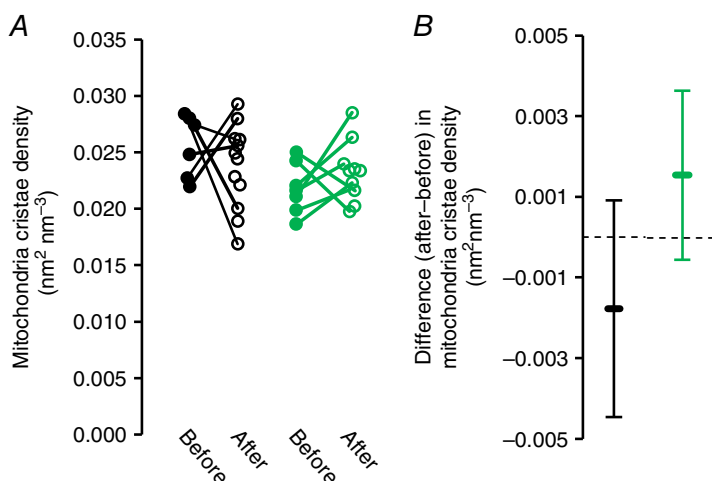 A
Mitochondria cristae density
(nm² nm⁻³)
0.035
0.030
0.025
0.020
0.015
0.010
0.005
0.000
Before
After
Before
After
B
Difference (after–before) in
mitochondria cristae density
(nm²nm⁻³)
0.005
0.003
0.001
−0.001
−0.003
−0.005